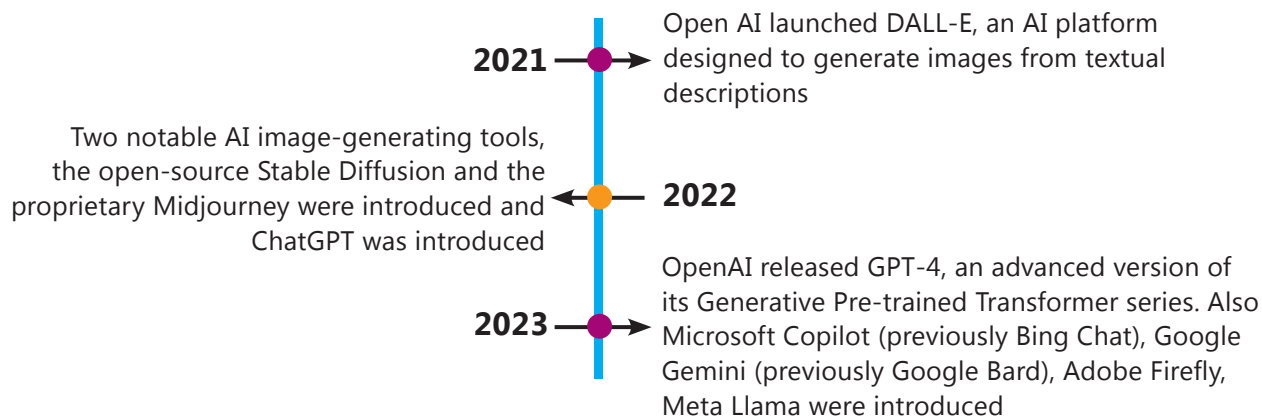 2021
Open AI launched DALL-E, an AI platform
designed to generate images from textual
descriptions
Two notable AI image-generating tools,
the open-source Stable Diffusion and the
proprietary Midjourney were introduced and
ChatGPT was introduced
2022
2023
OpenAI released GPT-4, an advanced version of
its Generative Pre-trained Transformer series. Also
Microsoft Copilot (previously Bing Chat), Google
Gemini (previously Google Bard), Adobe Firefly,
Meta Llama were introduced